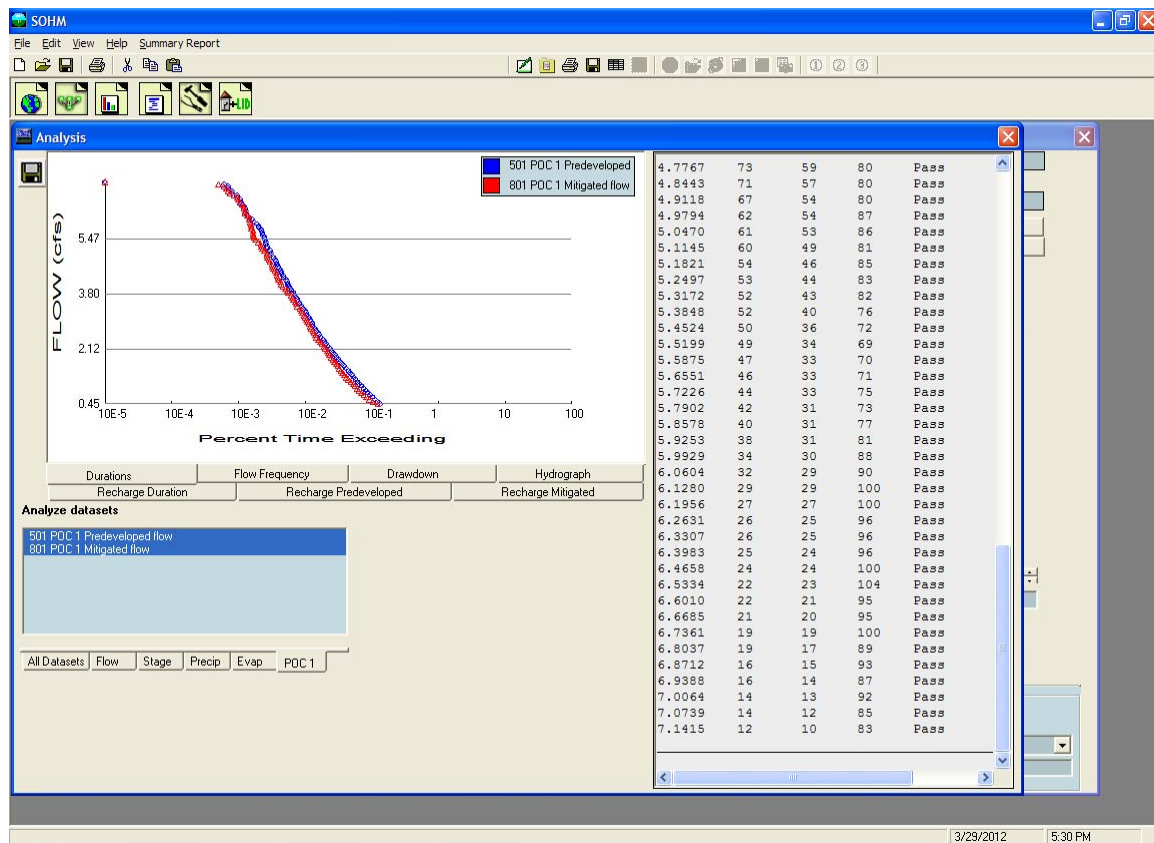 SOHM
File Edit View Help Summary Report
+LID
Analysis
501 POC 1 Predeveloped
801 POC 1 Mitigated flow
FLOW (cfs)
5.47
3.80
2.12
0.45
10E-5 10E-4 10E-3 10E-2 10E-1 1 10 100
Percent Time Exceeding
Durations Flow Frequency Drawdown Hydrograph
Recharge Duration Recharge Predeveloped Recharge Mitigated
Analyze datasets
501 POC 1 Predeveloped flow
801 POC 1 Mitigated flow
All Datasets Flow Stage Precip Evap POC 1
4.7767 73 59 80 Pass
4.8443 71 57 80 Pass
4.9118 67 54 80 Pass
4.9794 62 54 87 Pass
5.0470 61 53 86 Pass
5.1145 60 49 81 Pass
5.1821 54 46 85 Pass
5.2497 53 44 83 Pass
5.3172 52 43 82 Pass
5.3848 52 40 76 Pass
5.4524 50 36 72 Pass
5.5199 49 34 69 Pass
5.5875 47 33 70 Pass
5.6551 46 33 71 Pass
5.7226 44 33 75 Pass
5.7902 42 31 73 Pass
5.8578 40 31 77 Pass
5.9253 38 31 81 Pass
5.9929 34 30 88 Pass
6.0604 32 29 90 Pass
6.1280 29 29 100 Pass
6.1956 27 27 100 Pass
6.2631 26 25 96 Pass
6.3307 26 25 96 Pass
6.3983 25 24 96 Pass
6.4658 24 24 100 Pass
6.5334 22 23 104 Pass
6.6010 22 21 95 Pass
6.6685 21 20 95 Pass
6.7361 19 19 100 Pass
6.8037 19 17 89 Pass
6.8712 16 15 93 Pass
6.9388 16 14 87 Pass
7.0064 14 13 92 Pass
7.0739 14 12 85 Pass
7.1415 12 10 83 Pass
3/29/2012 5:30 PM